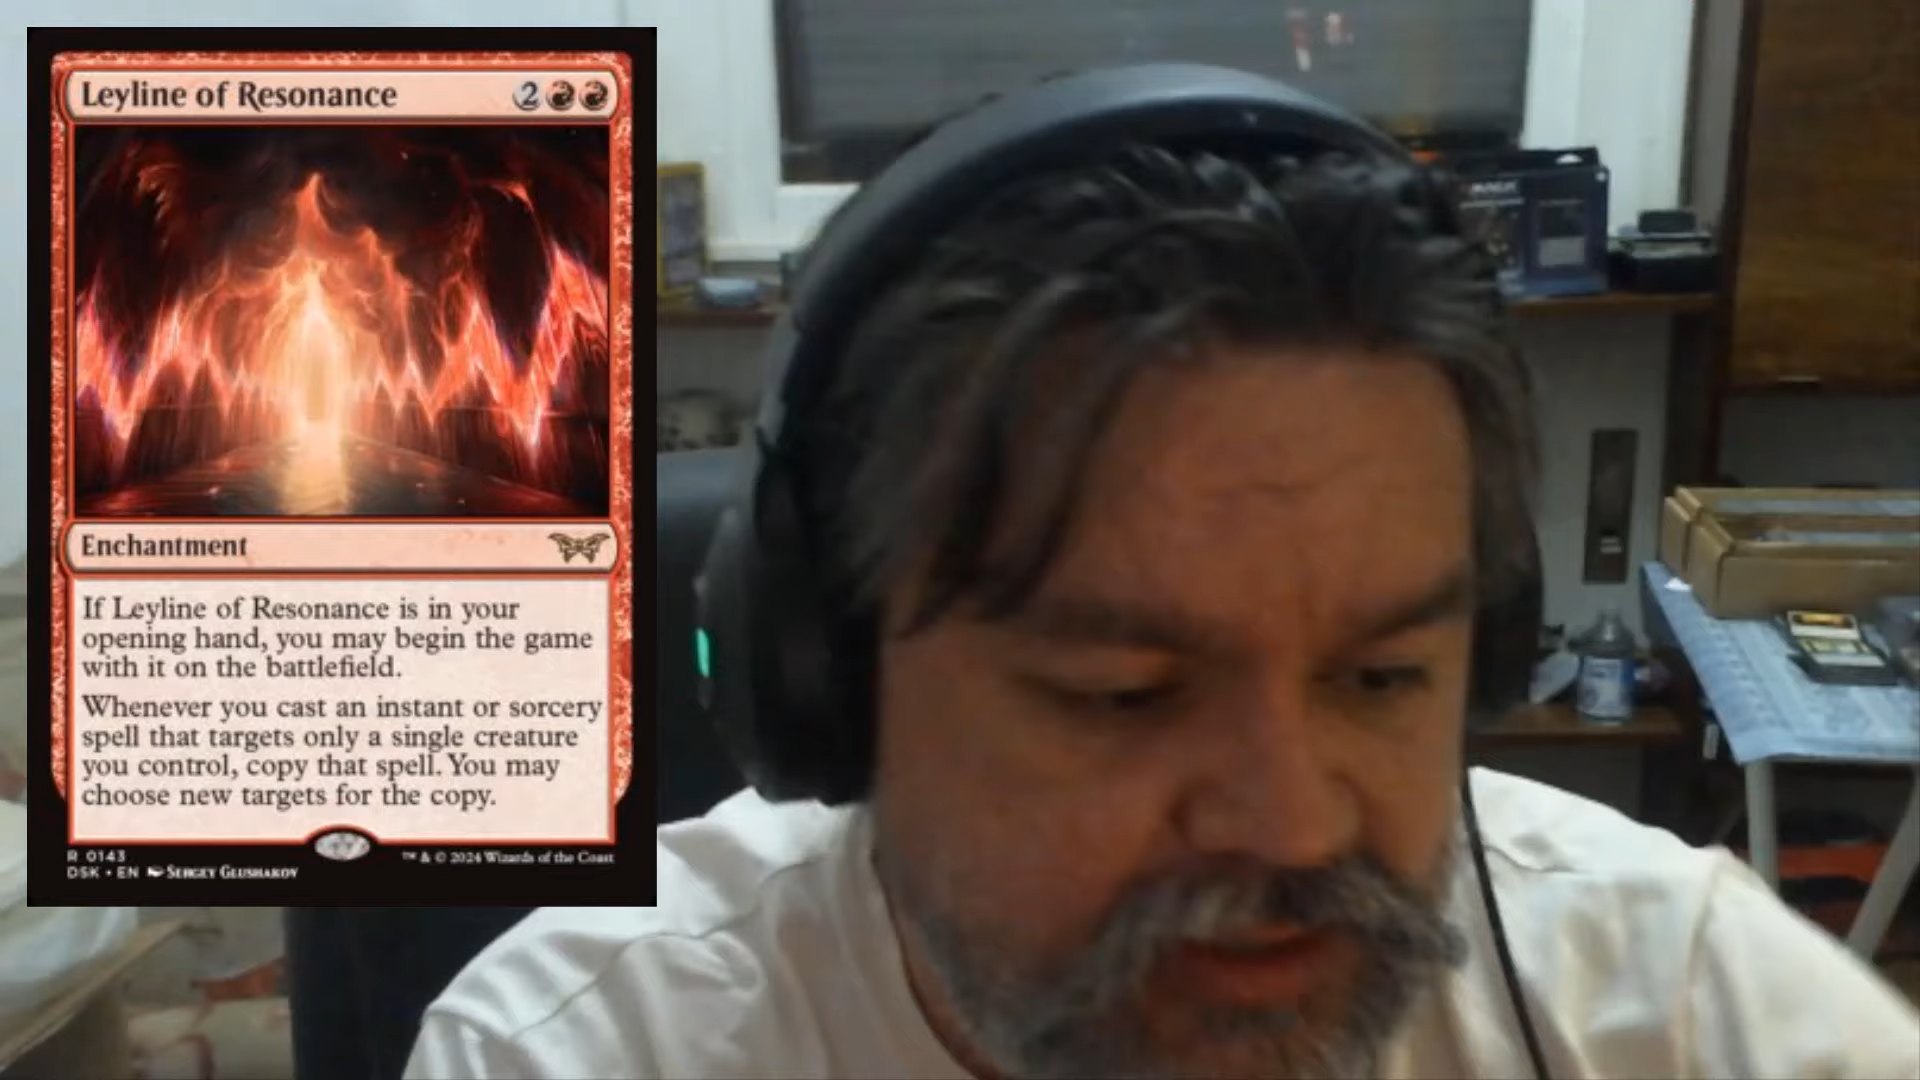 Leyline of Resonance 2
Enchantment
If Leyline of Resonance is in your
opening hand, you may begin the game
with it on the battlefield.
Whenever you cast an instant or sorcery
spell that targets only a single creature
you control, copy that spell. You may
choose new targets for the copy.
R 0143
™ & © 2024 Wizards of the Coast
DSK • EN Sergey Glushakov
MAGIC